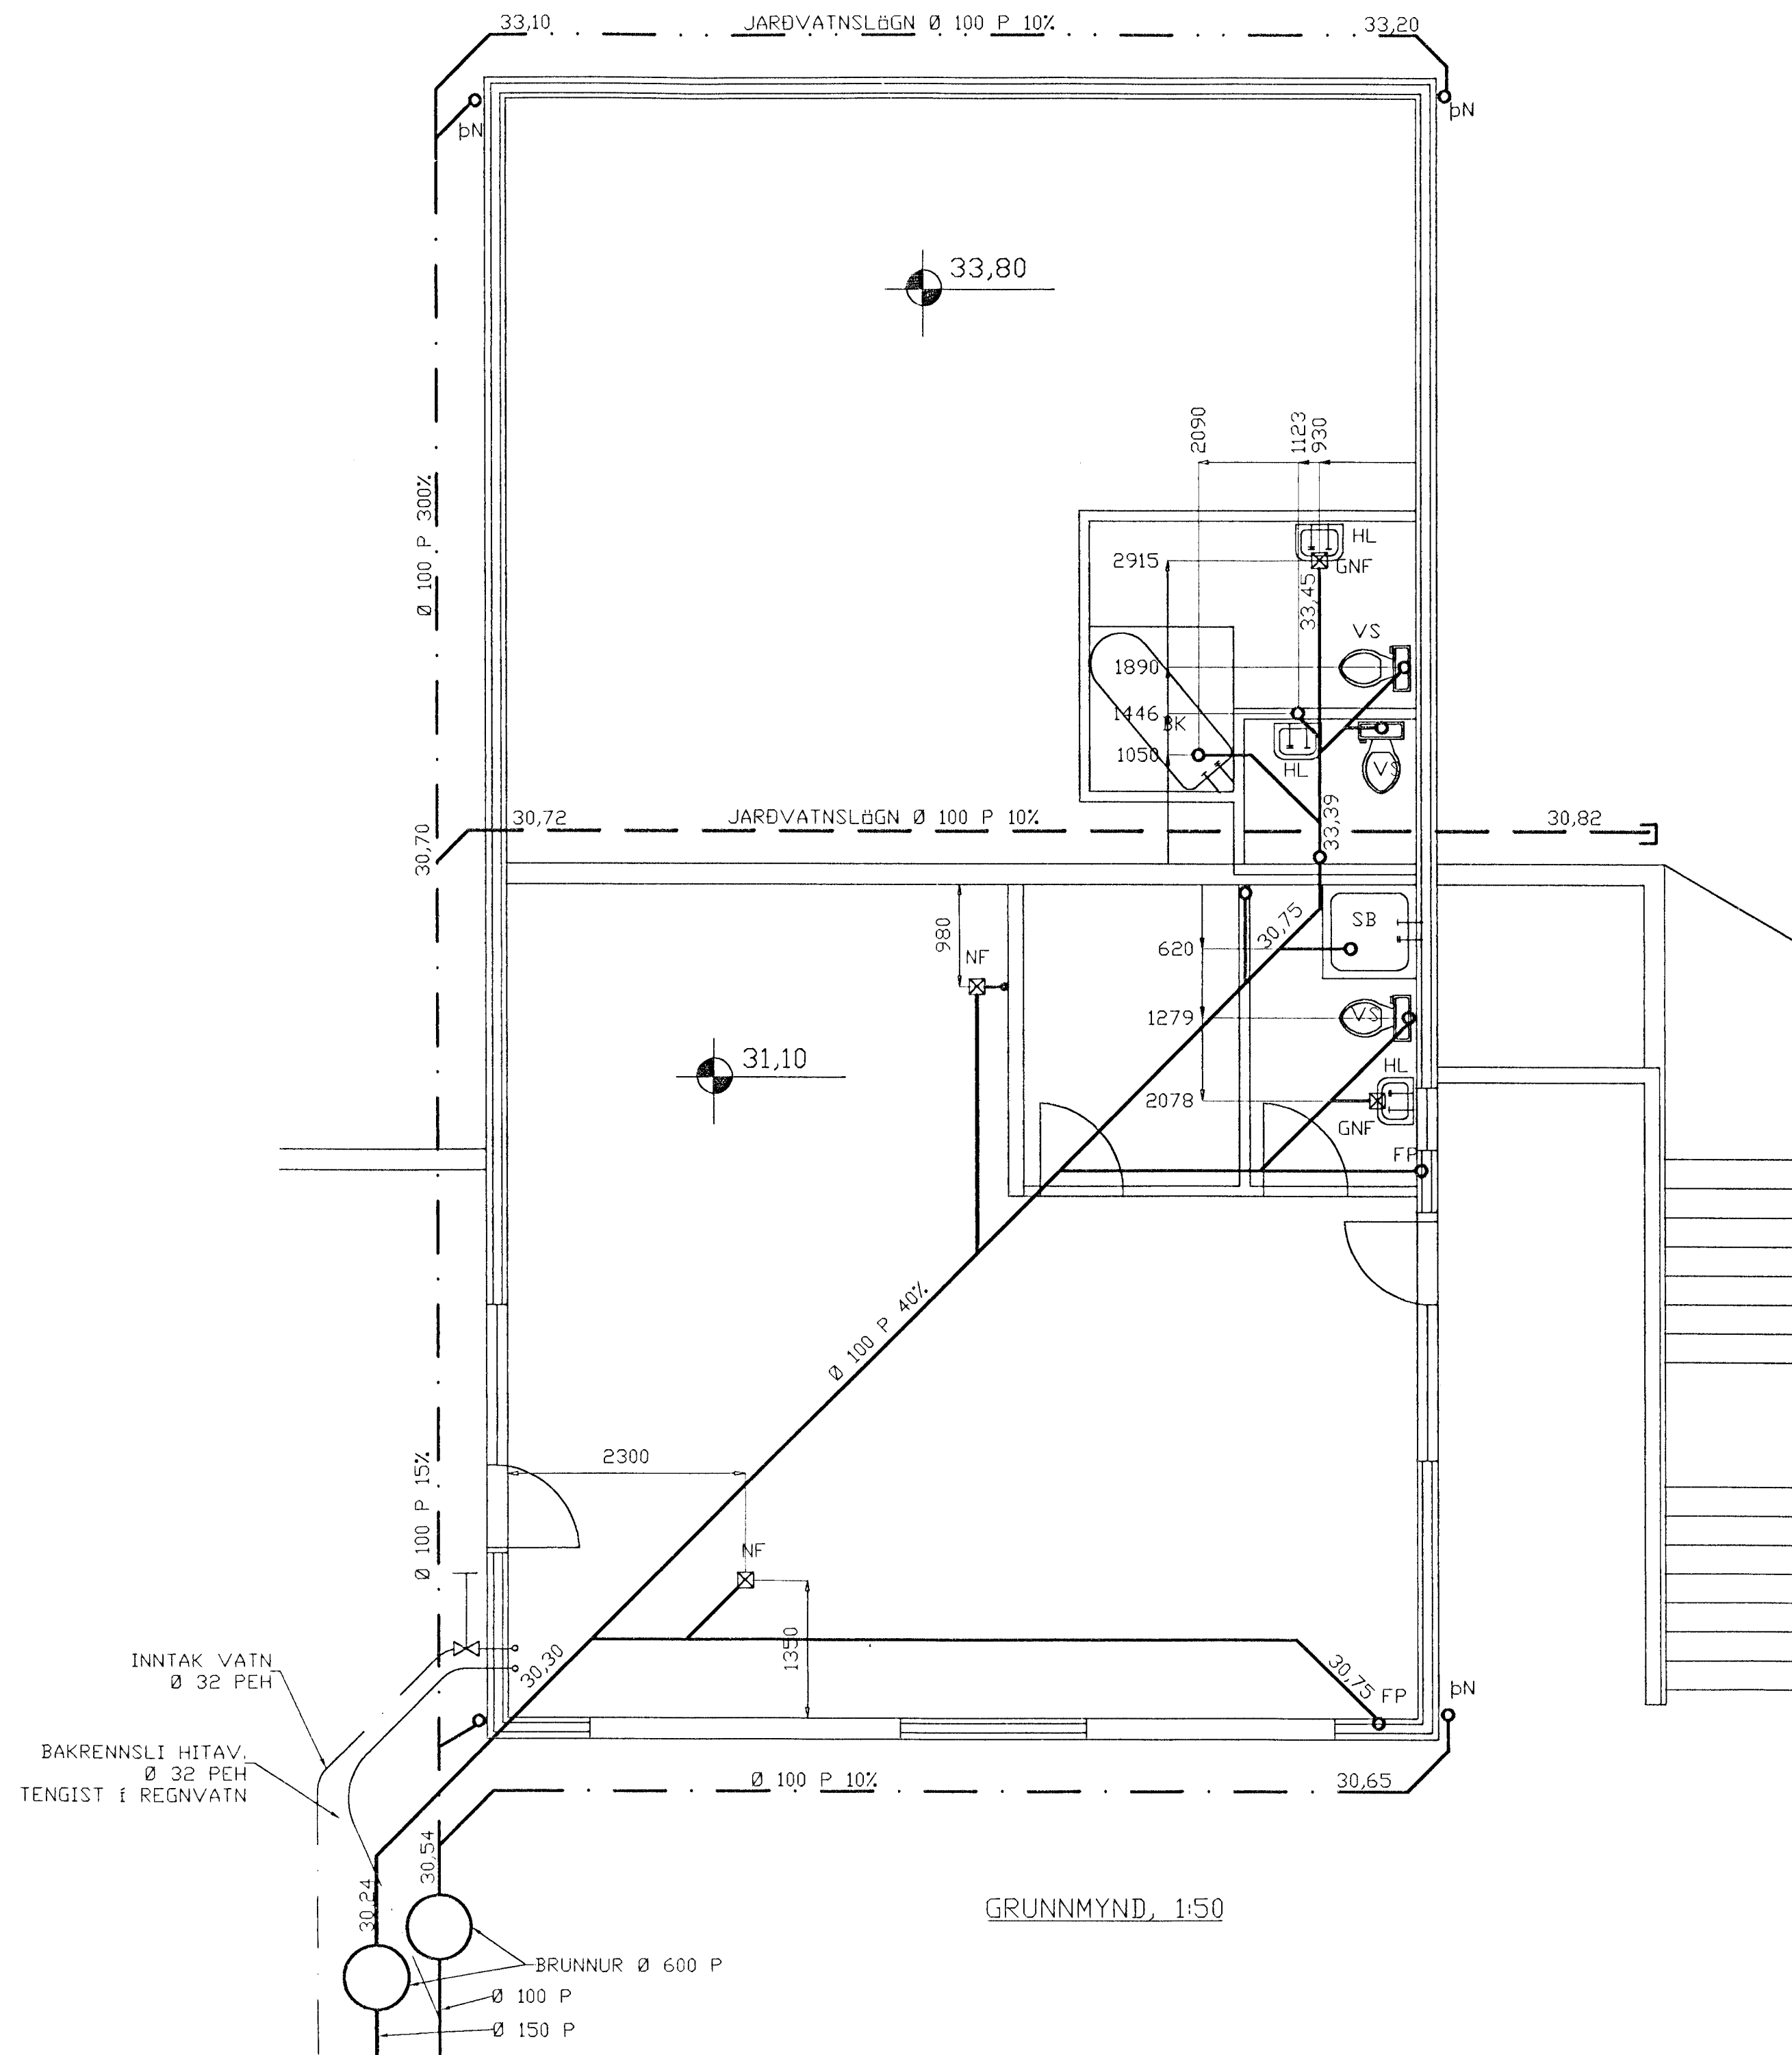 33,10
JARÐVATNSLÖGN Ø 100 P 10%
33,20
þN
þN
33,80
Ø 100 P 300%
2090
1123
930
HL
GNF
2915
33,45
VS
1890
1446
BK
1050
HL
VS
33,39
30,72
JARÐVATNSLÖGN Ø 100 P 10%
30,82
30,70
980
NF
30,75
SB
620
VS
1279
31,10
HL
2078
GNF
FP
Ø 100 P 40%
2300
Ø 100 P 15%
NF
1350
30,30
30,75
FP
þN
INNTAK VATN
Ø 32 PEH
BAKRENNSLI HITAV.
Ø 32 PEH
TENGIST Í REGNVATN
Ø 100 P 10%
30,65
30,54
30,24
GRUNNMYND, 1:50
BRUNNUR Ø 600 P
Ø 100 P
Ø 150 P